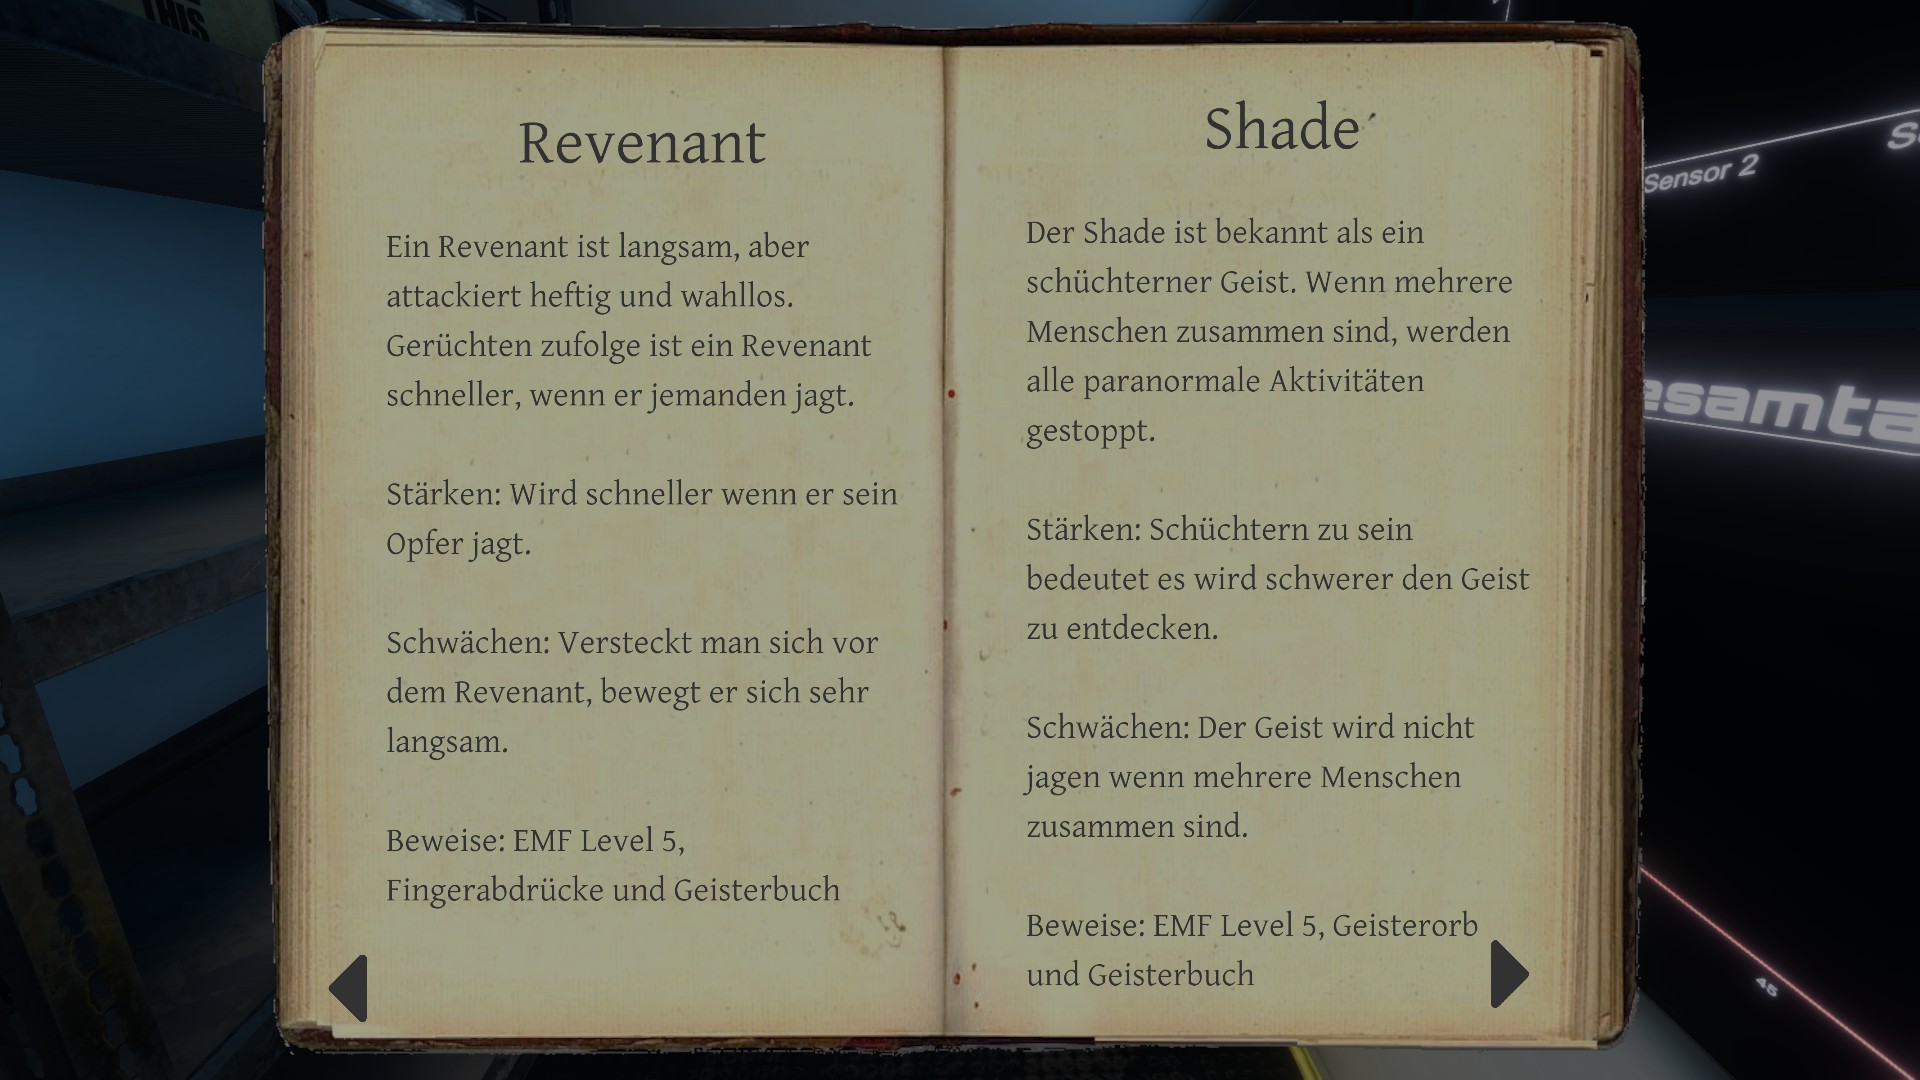 THIS
Revenant
Ein Revenant ist langsam, aber
attackiert heftig und wahllos.
Gerüchten zufolge ist ein Revenant
schneller, wenn er jemanden jagt.
Stärken: Wird schneller wenn er sein
Opfer jagt.
Schwächen: Versteckt man sich vor
dem Revenant, bewegt er sich sehr
langsam.
Beweise: EMF Level 5,
Fingerabdrücke und Geisterbuch
Shade
Der Shade ist bekannt als ein
schüchterner Geist. Wenn mehrere
Menschen zusammen sind, werden
alle paranormale Aktivitäten
gestoppt.
Stärken: Schüchtern zu sein
bedeutet es wird schwerer den Geist
zu entdecken.
Schwächen: Der Geist wird nicht
jagen wenn mehrere Menschen
zusammen sind.
Beweise: EMF Level 5, Geisterorb
und Geisterbuch
Sensor 2
esamta
45